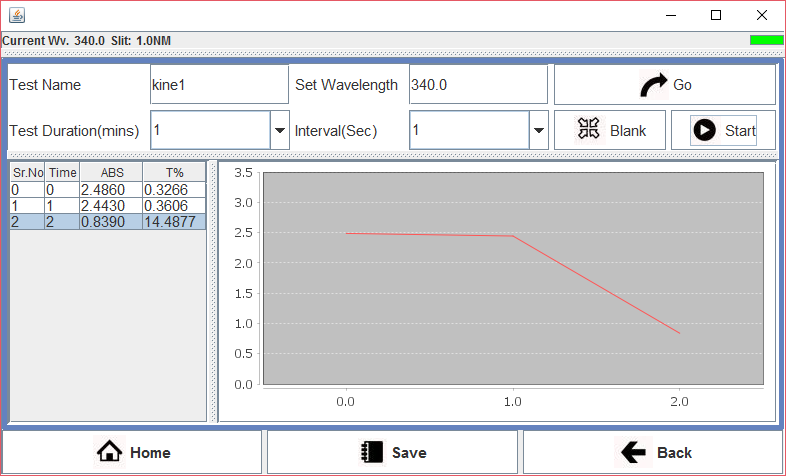 Current Wv. 340.0 Slit: 1.0NM
Test Name kine1 Set Wavelength 340.0 Go
Test Duration(mins) 1 Interval(Sec) 1 Blank Start
Sr.No Time ABS T%
0 0 2.4860 0.3266
1 1 2.4430 0.3606
2 2 0.8390 14.4877
3.5
3.0
2.5
2.0
1.5
1.0
0.5
0.0
0.0 1.0 2.0
Home Save Back